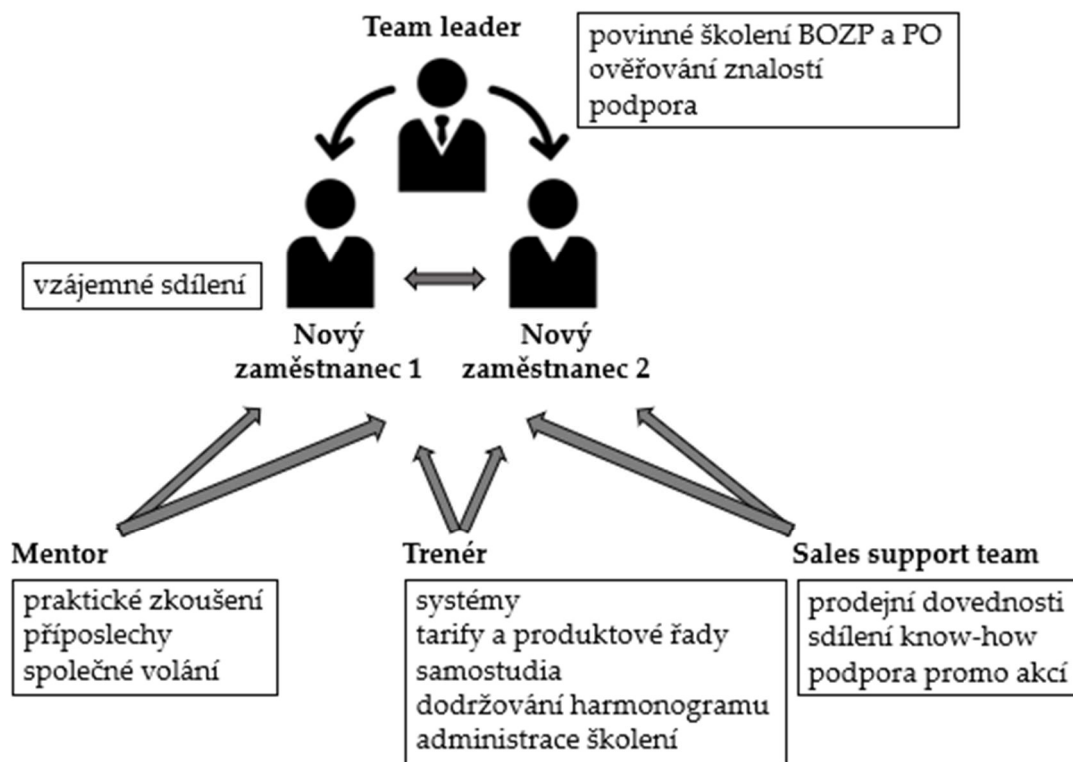 Team leader
povinné školení BOZP a PO
ověřování znalostí
podpora
vzájemné sdílení
Nový
zaměstnanec 1
Nový
zaměstnanec 2
Mentor
praktické zkoušení
příposlechy
společné volání
Trenér
systémy
tarify a produktové řady
samostudia
dodržování harmonogramu
administrace školení
Sales support team
prodejní dovednosti
sdílení know-how
podpora promo akcí